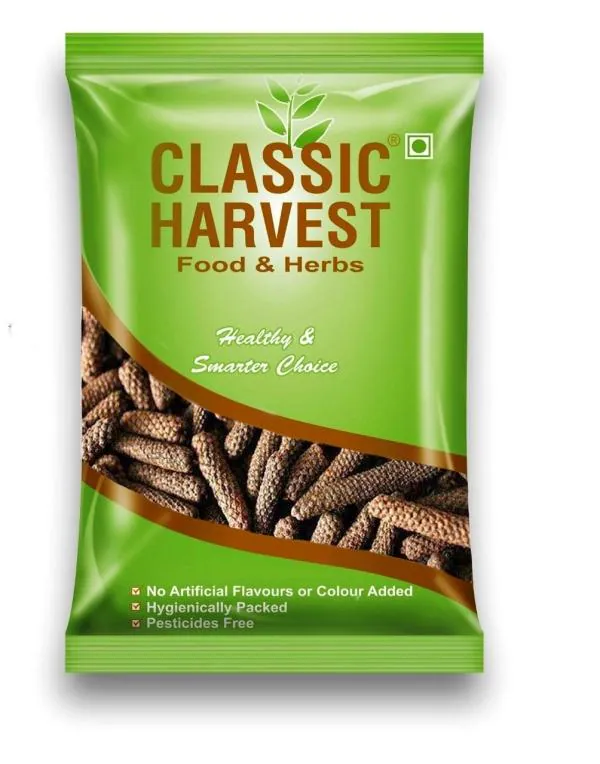 CLASSIC®
HARVEST
Food & Herbs
Healthy &
Smarter Choice
No Artificial Flavours or Colour Added
Hygienically Packed
Pesticides Free